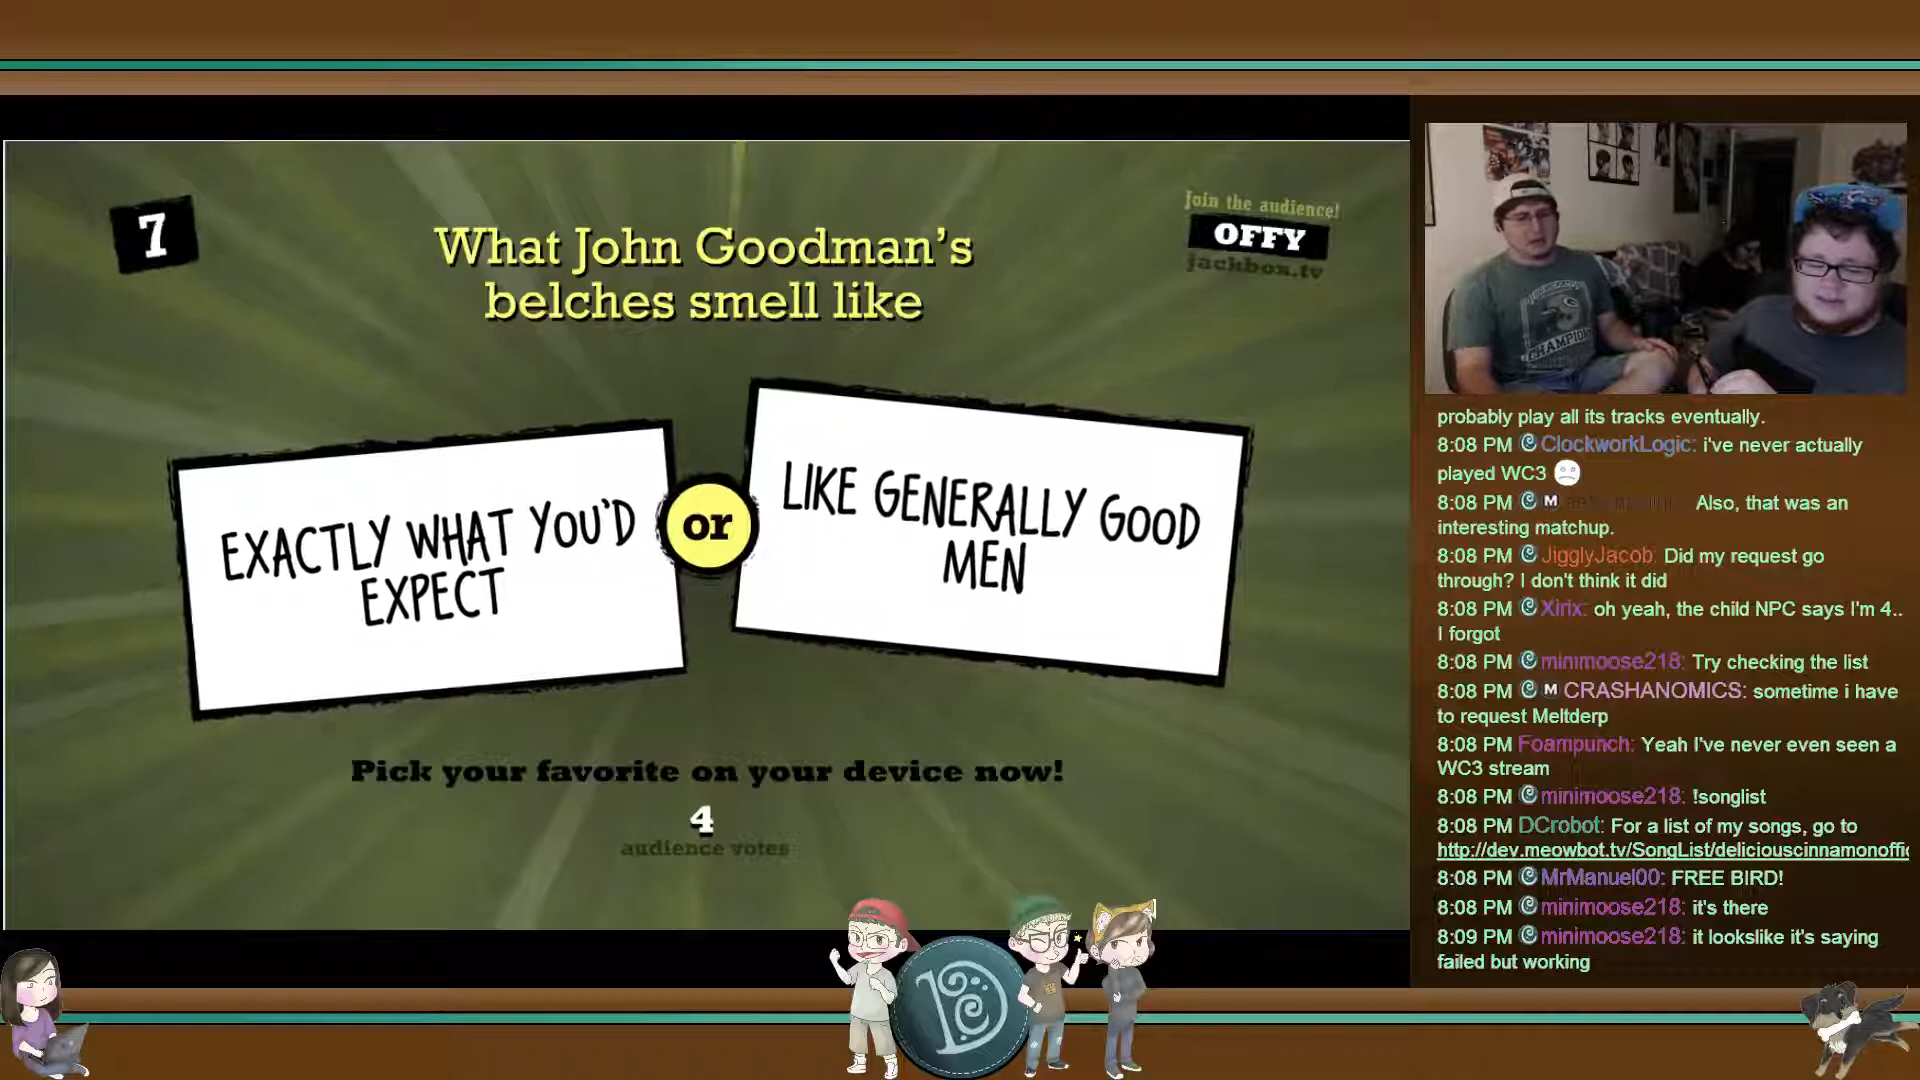 7
What John Goodman's
belches smell like
Join the audience!
OFFY
jackbox.tv
EXACTLY WHAT YOU'D
EXPECT
or
LIKE GENERALLY GOOD
MEN
Pick your favorite on your device now!
4
audience votes
CHAMPIONS
probably play all its tracks eventually.
8:08 PM ClockworkLogic: i've never actually
played WC3
8:08 PM M Also, that was an
interesting matchup.
8:08 PM JigglyJacob: Did my request go
through? I don't think it did
8:08 PM Xirix: oh yeah, the child NPC says I'm 4..
I forgot
8:08 PM minimoose218: Try checking the list
8:08 PM M CRASHANOMICS: sometime i have
to request Meltderp
8:08 PM Foampunch: Yeah I've never even seen a
WC3 stream
8:08 PM minimoose218: !songlist
8:08 PM DCrobot: For a list of my songs, go to
http://dev.meowbot.tv/SongList/deliciouscinnamonoffic
8:08 PM MrManuel00: FREE BIRD!
8:08 PM minimoose218: it's there
8:09 PM minimoose218: it lookslike it's saying
failed but working